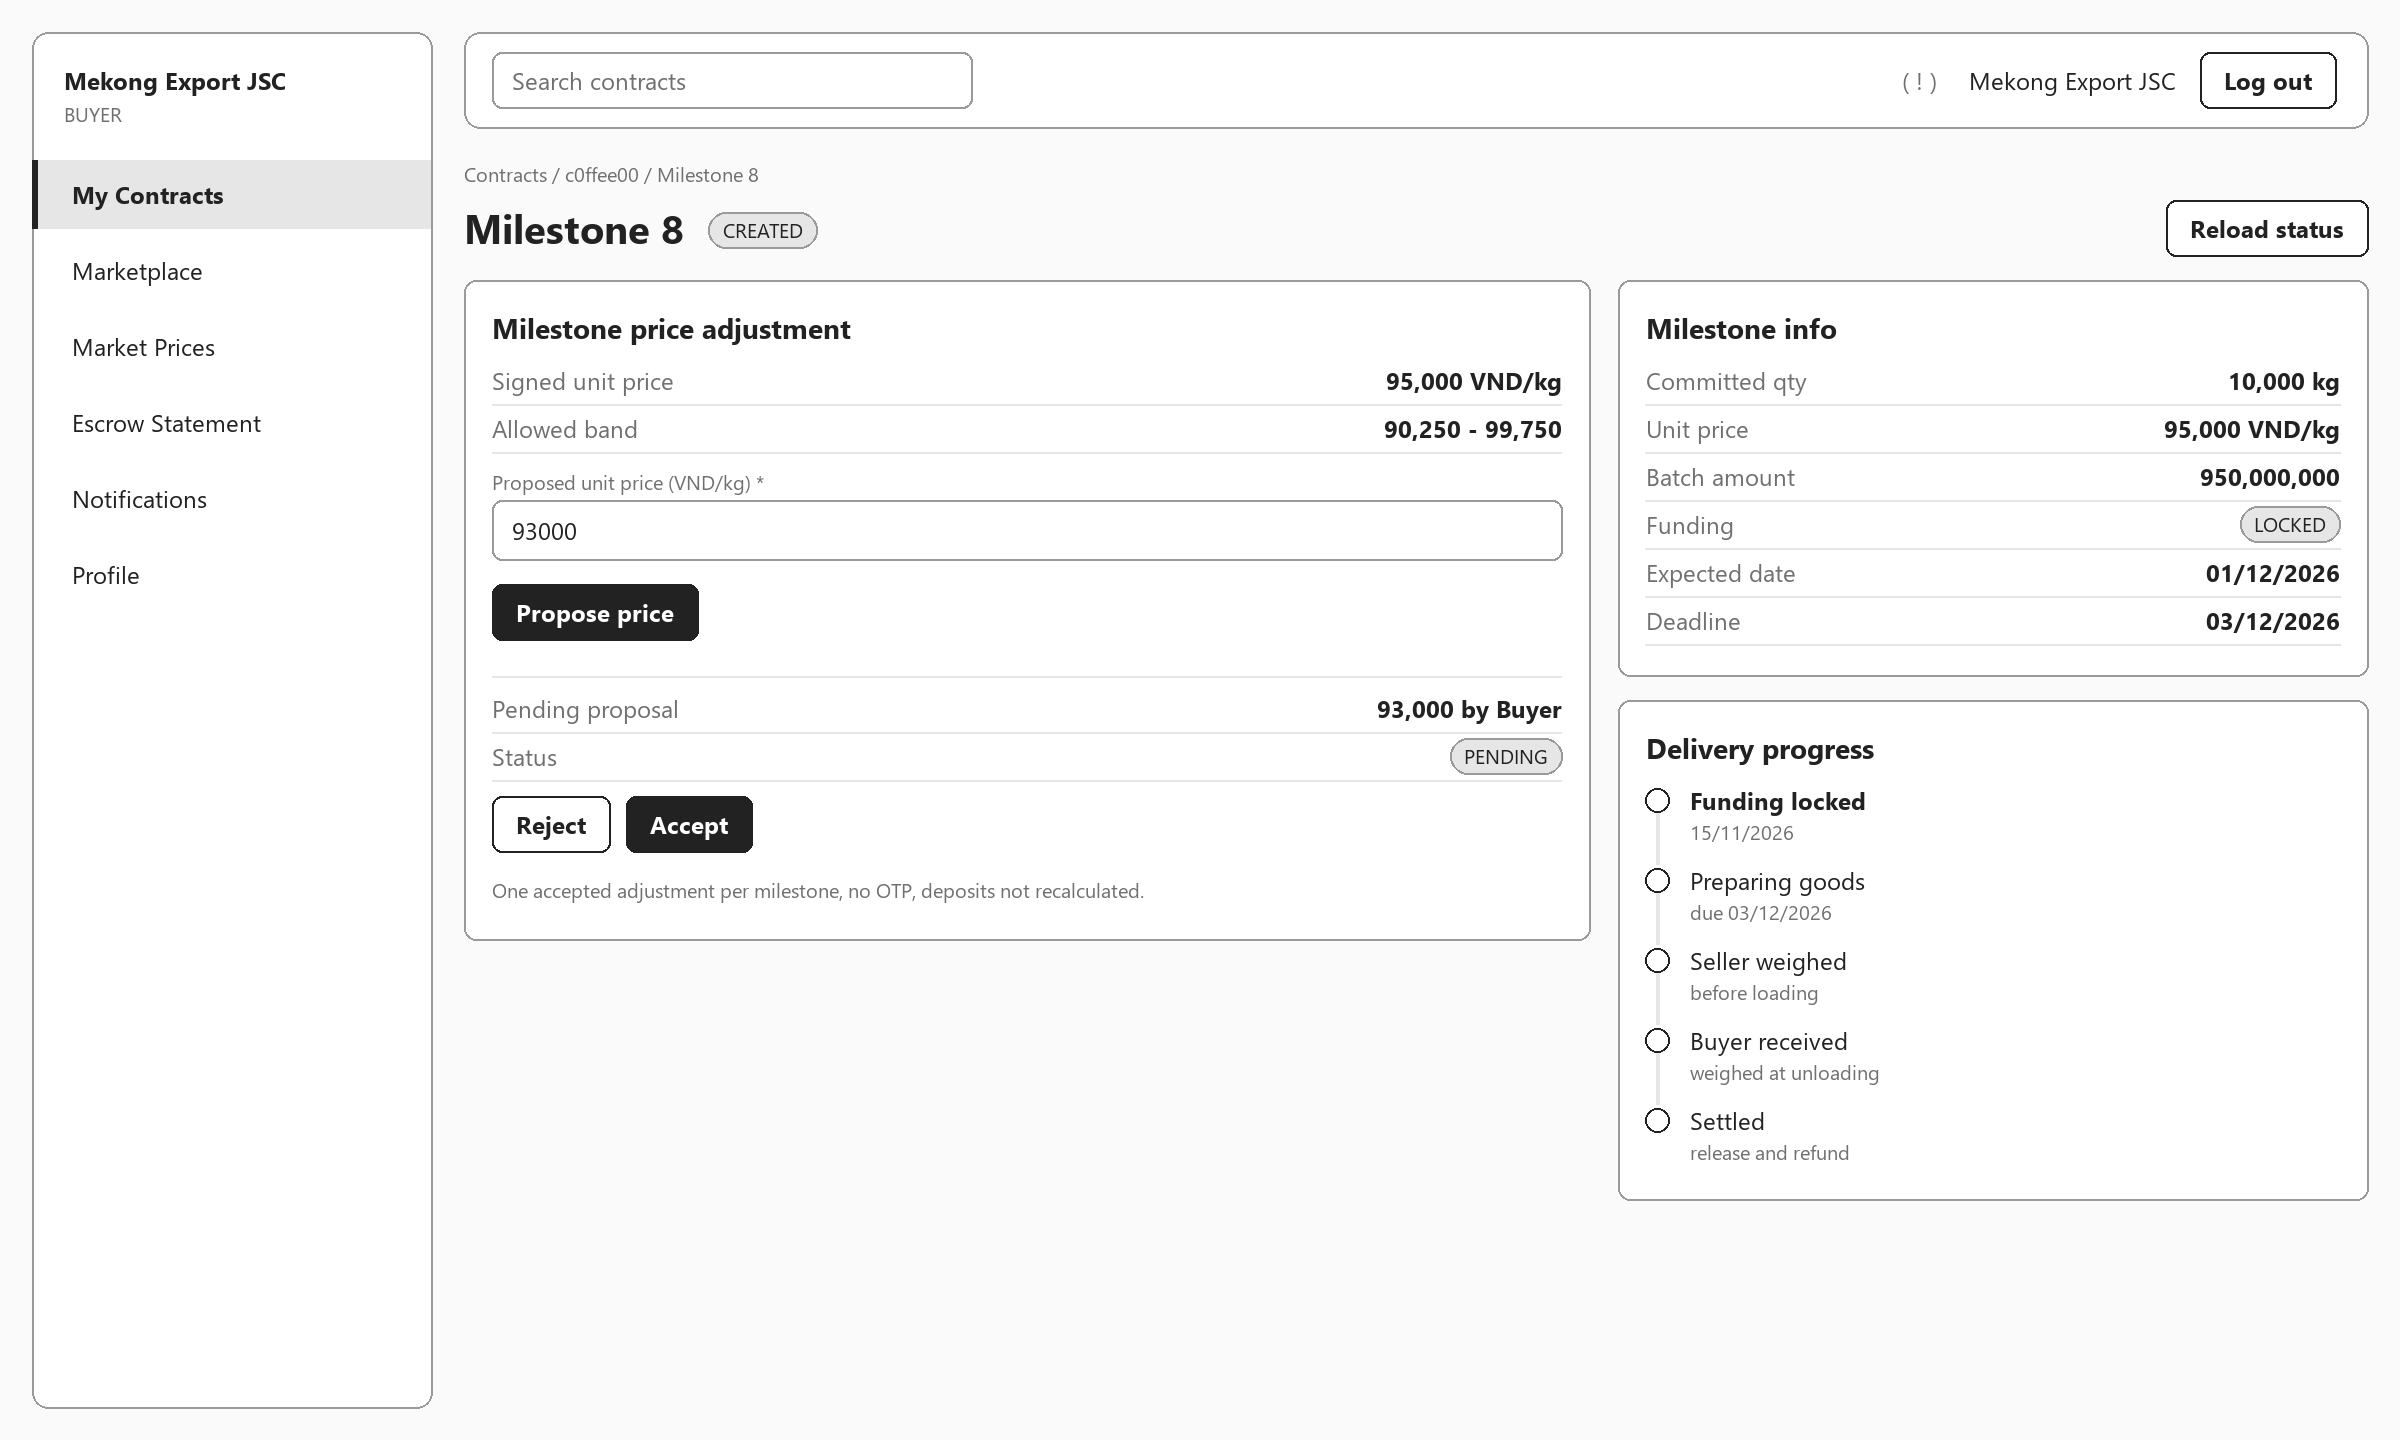 Mekong Export JSC
BUYER
My Contracts
Marketplace
Market Prices
Escrow Statement
Notifications
Profile
Search contracts
( ! )
Mekong Export JSC
Log out
Contracts / c0ffee00 / Milestone 8
Milestone 8
CREATED
Reload status
Milestone price adjustment
Signed unit price 95,000 VND/kg
Allowed band 90,250 - 99,750
Proposed unit price (VND/kg) *
93000
Propose price
Pending proposal 93,000 by Buyer
Status PENDING
Reject
Accept
One accepted adjustment per milestone, no OTP, deposits not recalculated.
Milestone info
Committed qty 10,000 kg
Unit price 95,000 VND/kg
Batch amount 950,000,000
Funding LOCKED
Expected date 01/12/2026
Deadline 03/12/2026
Delivery progress
Funding locked
15/11/2026
Preparing goods
due 03/12/2026
Seller weighed
before loading
Buyer received
weighed at unloading
Settled
release and refund